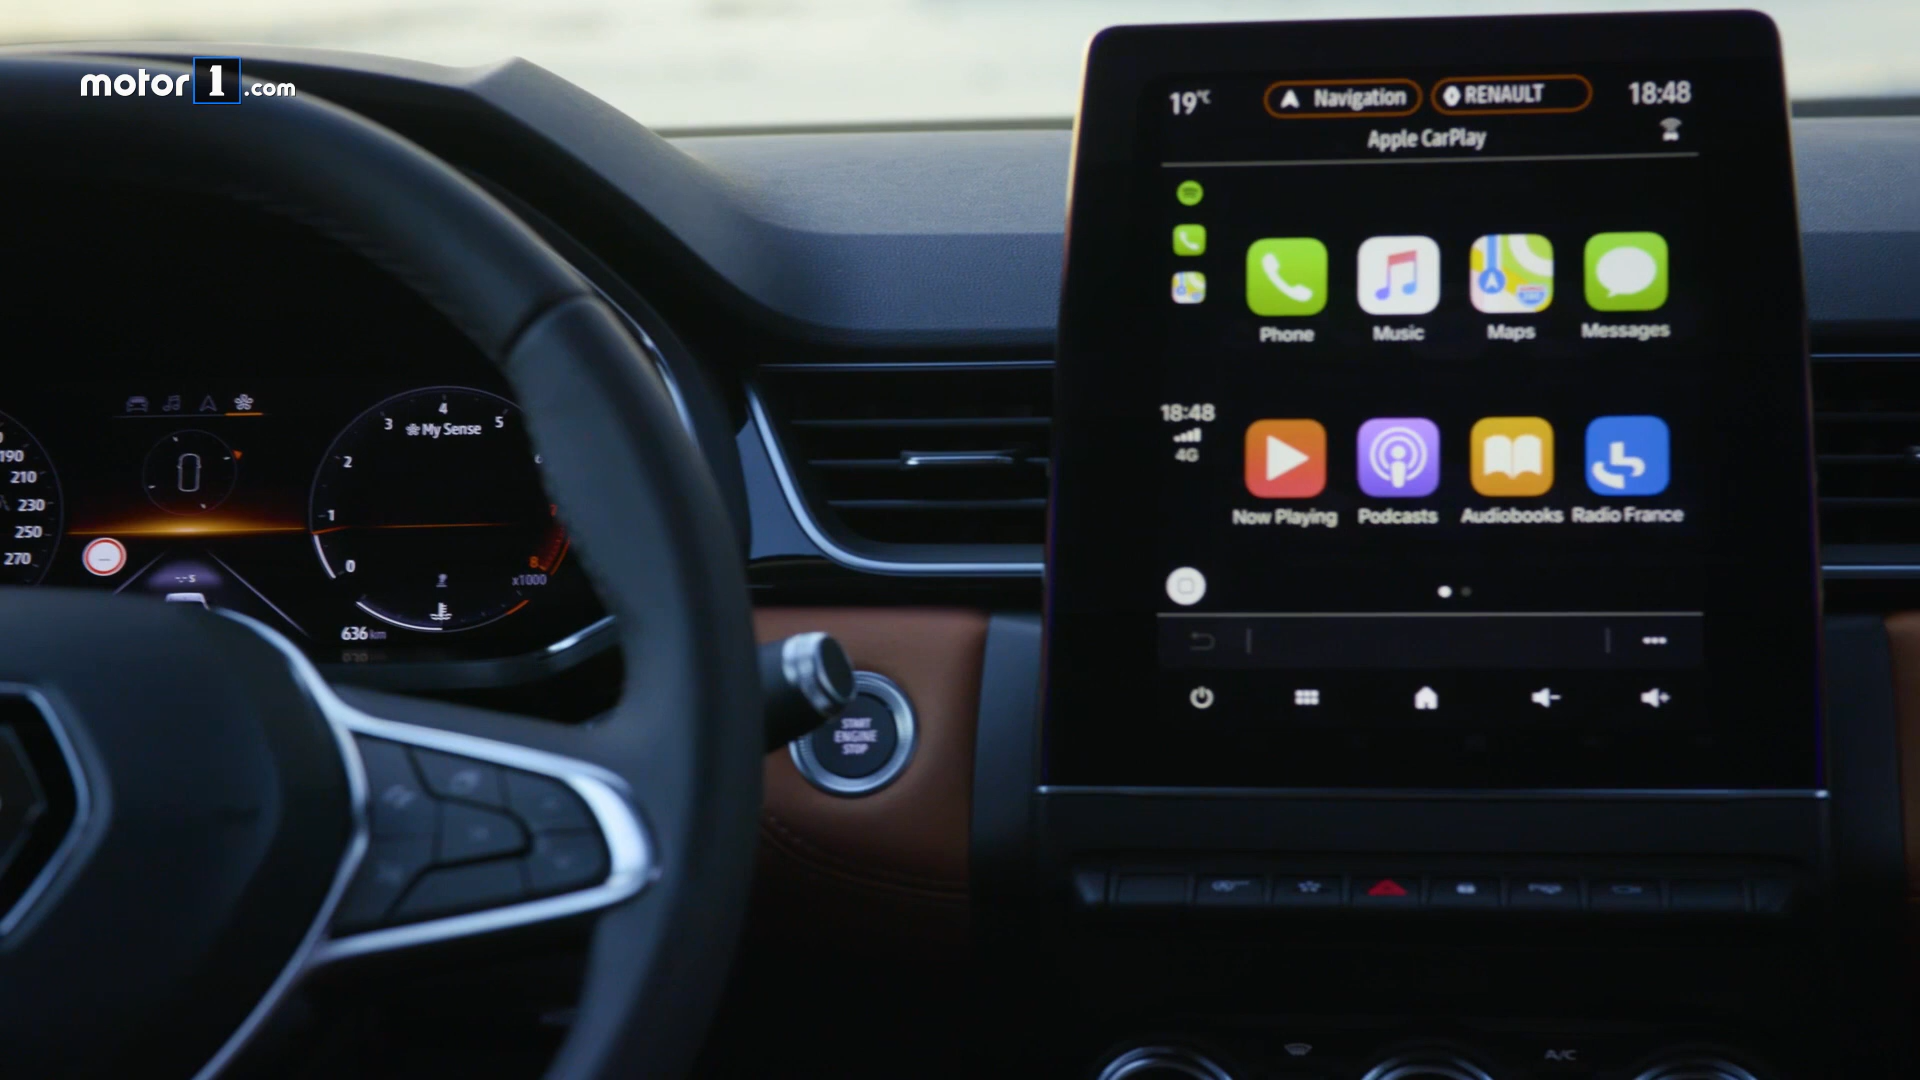 motor1.com
19°C
Navigation
RENAULT
18:48
Apple CarPlay
Phone
Music
Maps
Messages
18:48
4G
Now Playing
Podcasts
Audiobooks
Radio France
190
210
230
250
270
My Sense
0
1
2
3
4
5
8
x1000
636 km
START
ENGINE
STOP
A/C